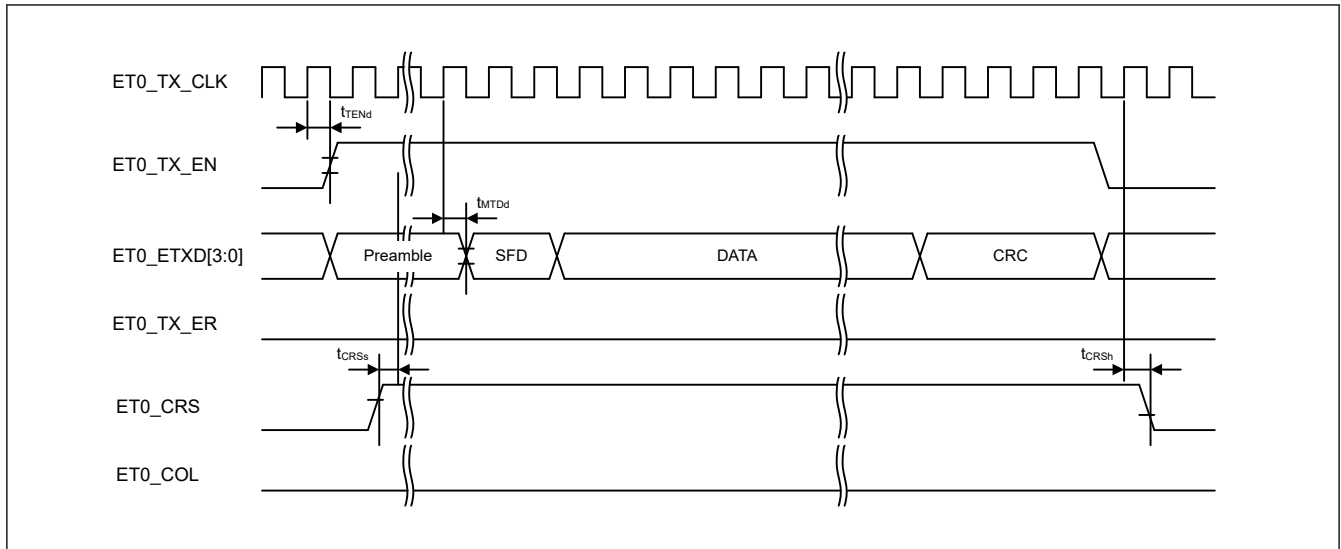 ET0_TX_CLK
tTENd
ET0_TX_EN
tMTDd
ET0_ETXD[3:0]
Preamble
SFD
DATA
CRC
ET0_TX_ER
tCRSs
tCRSh
ET0_CRS
ET0_COL